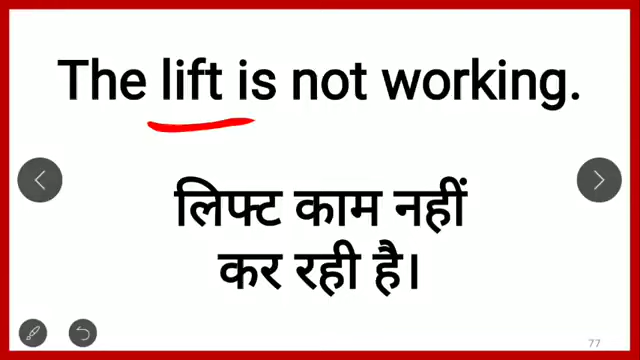 The lift is not working.
लिफ्ट काम नहीं
कर रही है।
77